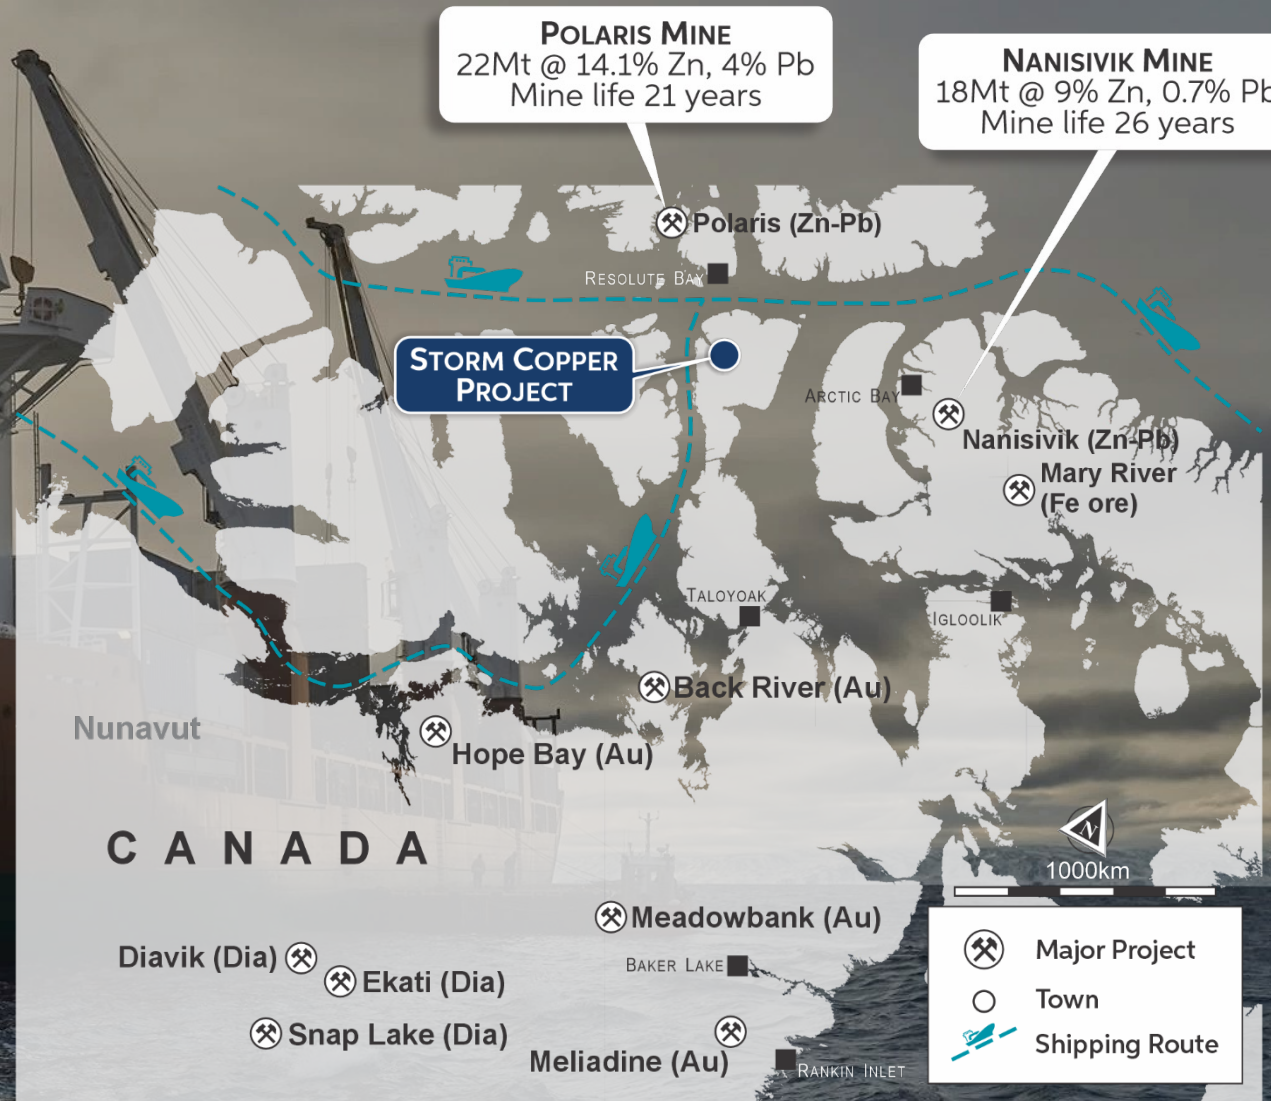 POLARIS MINE
22Mt @ 14.1% Zn, 4% Pb
Mine life 21 years
NANISIVIK MINE
18Mt @ 9% Zn, 0.7% Pb
Mine life 26 years
Polaris (Zn-Pb)
RESOLUTE BAY
STORM COPPER
PROJECT
ARCTIC BAY
Nanisivik (Zn-Pb)
Mary River
(Fe ore)
TALOYOAK
IGLOOLIK
Back River (Au)
Nunavut
Hope Bay (Au)
CANADA
N
1000km
Meadowbank (Au)
Diavik (Dia)
BAKER LAKE
Ekati (Dia)
Snap Lake (Dia)
Meliadine (Au)
RANKIN INLET
Major Project
Town
Shipping Route